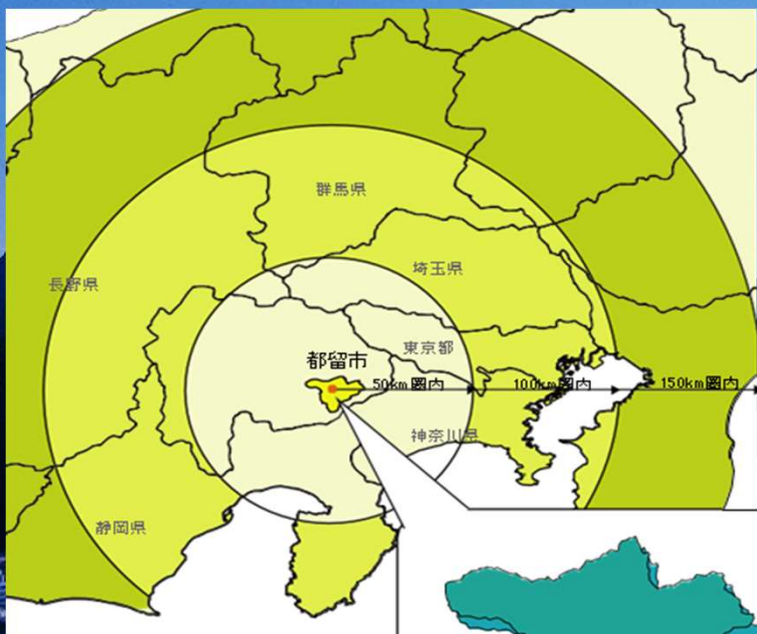 群馬県
埼玉県
長野県
都留市
東京都
50km圏内
100km圏内
150km圏内
神奈川県
静岡県